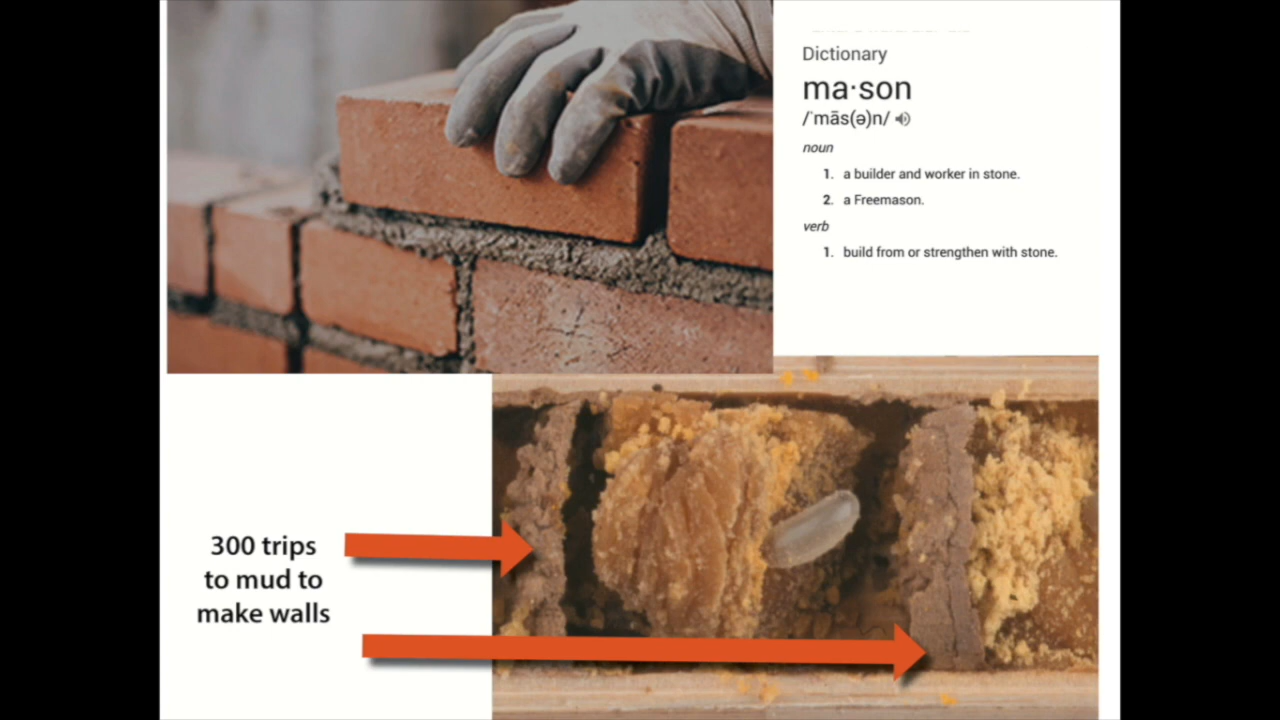 Dictionary
ma·son
/ˈmās(ə)n/
noun
1. a builder and worker in stone.
2. a Freemason.
verb
1. build from or strengthen with stone.
300 trips
to mud to
make walls